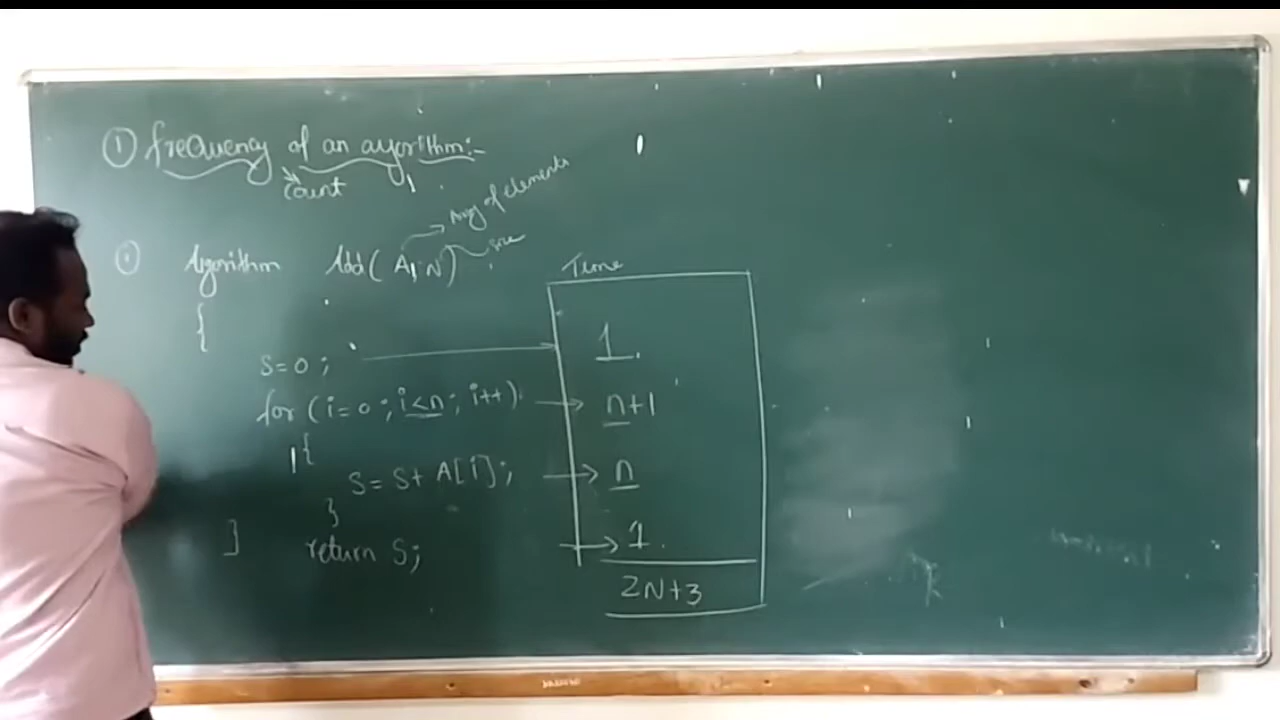 ① frequency of an algorithm:-
Count
Array of elements
size
Algorithm Add(A, N)
Time
{
S=0; 1.
for (i=0; i<n; i++) n+1
{
S= S+ A[i]; n
}
return S; 1.
}
2N+3